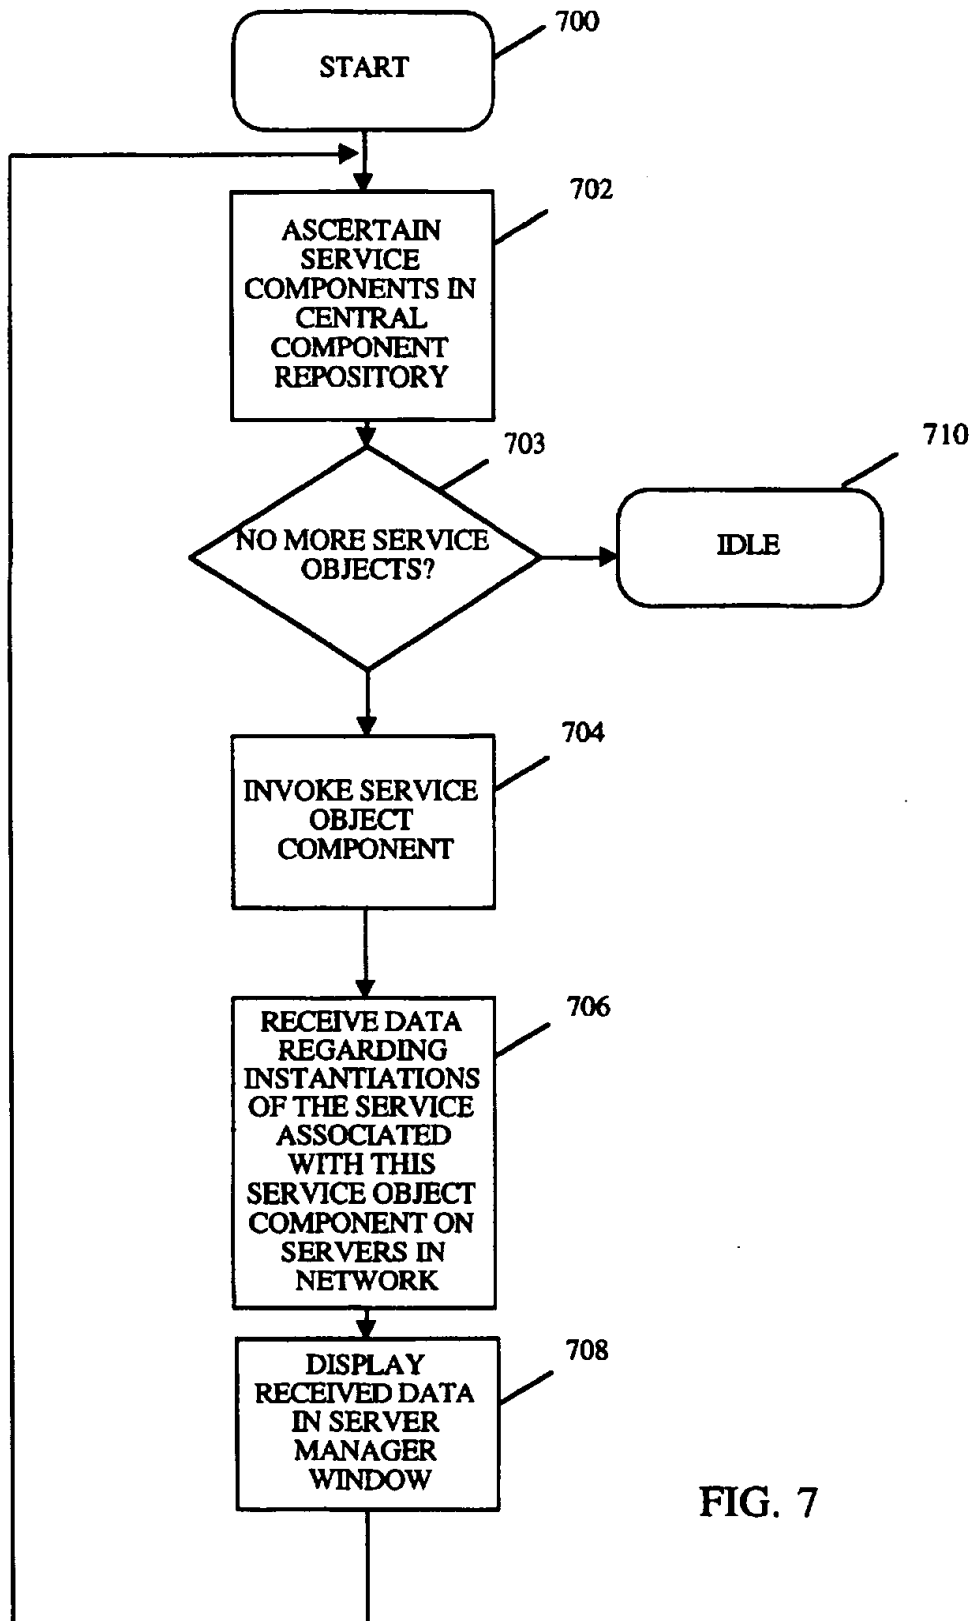 700
START
702
ASCERTAIN
SERVICE
COMPONENTS IN
CENTRAL
COMPONENT
REPOSITORY
703
NO MORE SERVICE
OBJECTS?
710
IDLE
704
INVOKE SERVICE
OBJECT
COMPONENT
706
RECEIVE DATA
REGARDING
INSTANTIATIONS
OF THE SERVICE
ASSOCIATED
WITH THIS
SERVICE OBJECT
COMPONENT ON
SERVERS IN
NETWORK
708
DISPLAY
RECEIVED DATA
IN SERVER
MANAGER
WINDOW
FIG. 7